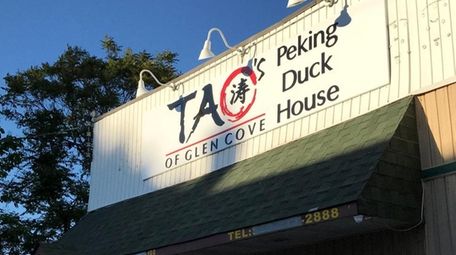 TAO'S
涛
OF GLEN COVE
Peking
Duck
House
TEL: -2888